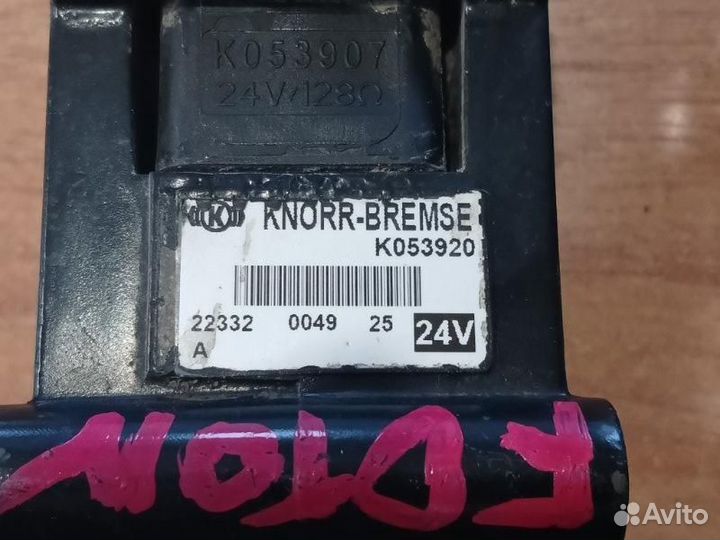 K053907
24V/128Ω
K KNORR-BREMSE
K053920
22332 0049 25 24V
A
FOTON
Avito